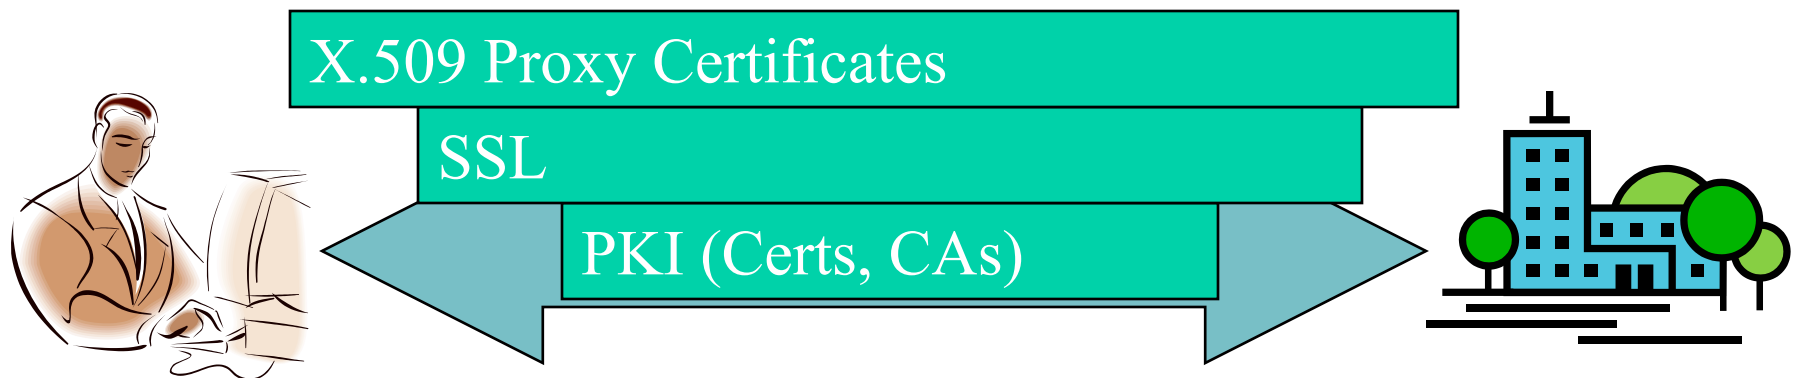 X.509 Proxy Certificates
SSL
PKI (Certs, CAs)